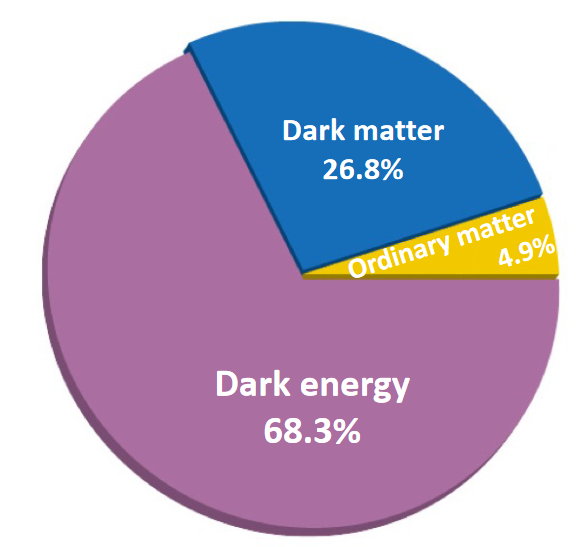 Dark matter
26.8%
Ordinary matter
4.9%
Dark energy
68.3%